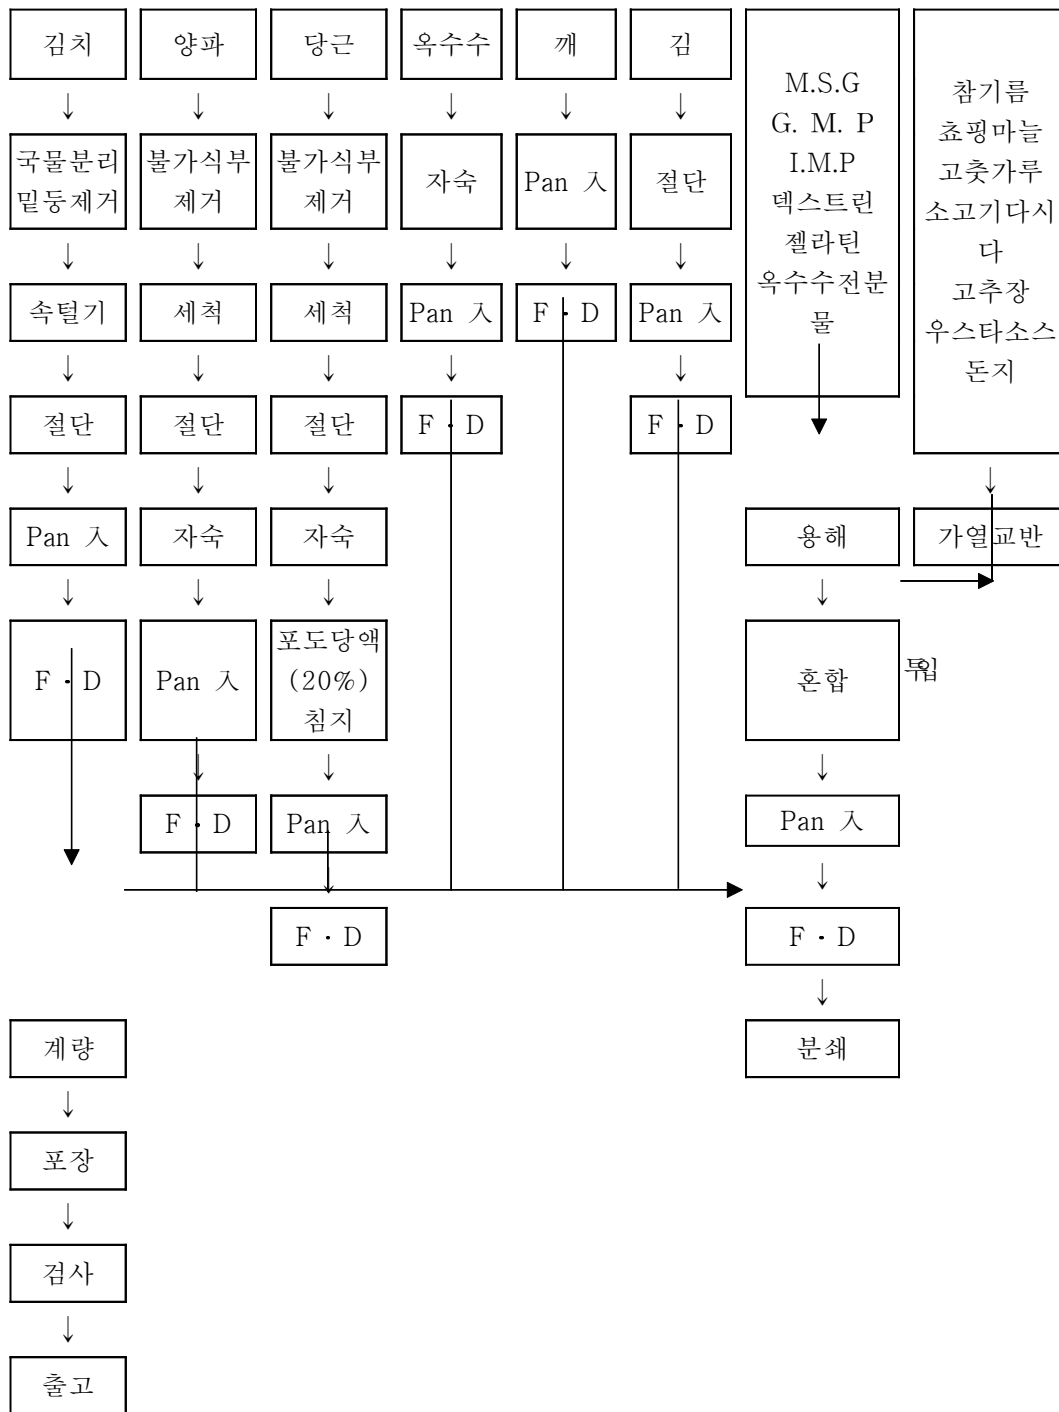 김치
양파
당근
옥수수
깨
김
M.S.G
G. M. P
I.M.P
덱스트린
젤라틴
옥수수전분
물
참기름
쵸핑마늘
고춧가루
소고기다시
다
고추장
우스타소스
돈지
국물분리
밑둥제거
불가식부
제거
불가식부
제거
자숙
Pan 入
절단
속털기
세척
세척
Pan 入
F · D
Pan 入
절단
절단
절단
F · D
F · D
Pan 入
자숙
자숙
용해
가열교반
F · D
Pan 入
포도당액
(20%)
침지
혼합
투입
F · D
Pan 入
Pan 入
F · D
F · D
계량
분쇄
포장
검사
출고